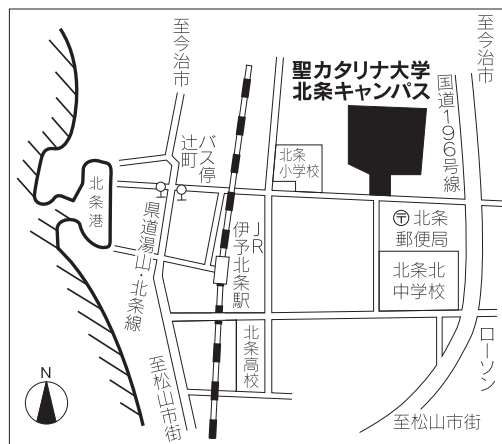 至今治市
至今治市
聖カタリナ大学
北条キャンパス
国道196号線
バス停
辻町
北条
小学校
北条港
県道湯山・北条線
JR
伊予北条駅
〒北条
郵便局
北条北
中学校
北条高校
ローソン
至松山市街
至松山市街
N